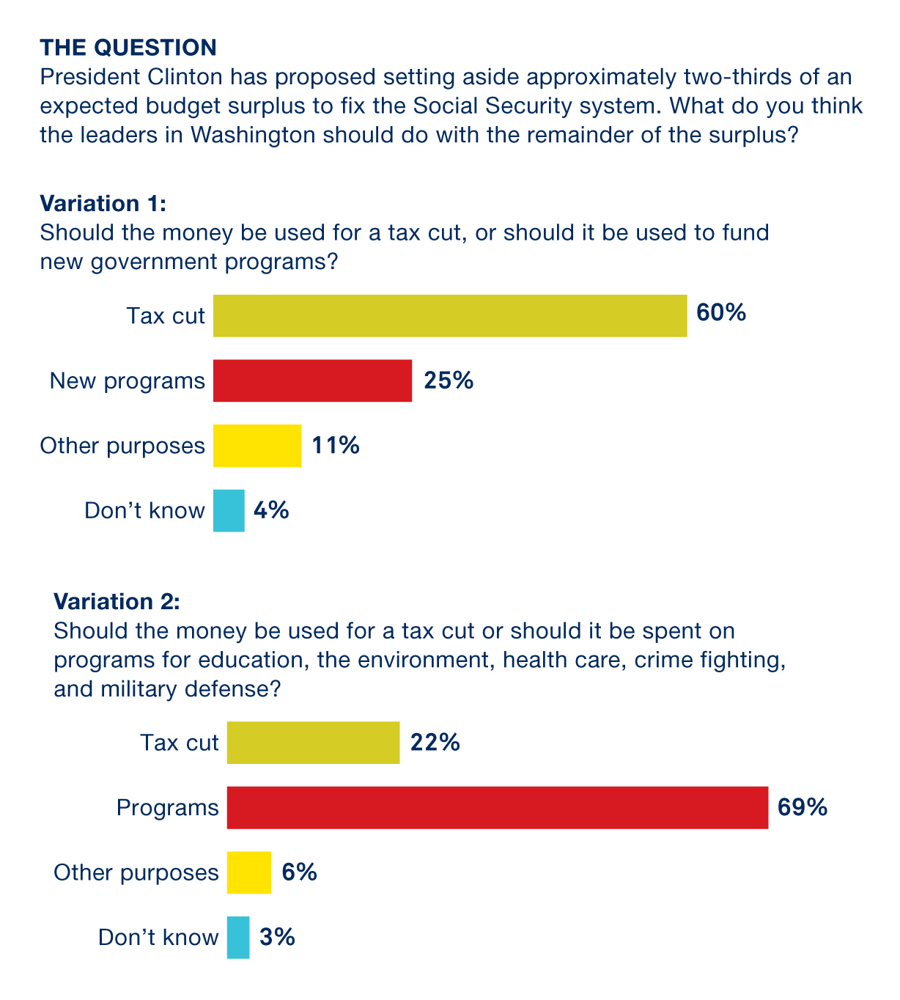 THE QUESTION
President Clinton has proposed setting aside approximately two-thirds of an
expected budget surplus to fix the Social Security system. What do you think
the leaders in Washington should do with the remainder of the surplus?
Variation 1:
Should the money be used for a tax cut, or should it be used to fund
new government programs?
Tax cut 60%
New programs 25%
Other purposes 11%
Don’t know 4%
Variation 2:
Should the money be used for a tax cut or should it be spent on
programs for education, the environment, health care, crime fighting,
and military defense?
Tax cut 22%
Programs 69%
Other purposes 6%
Don’t know 3%